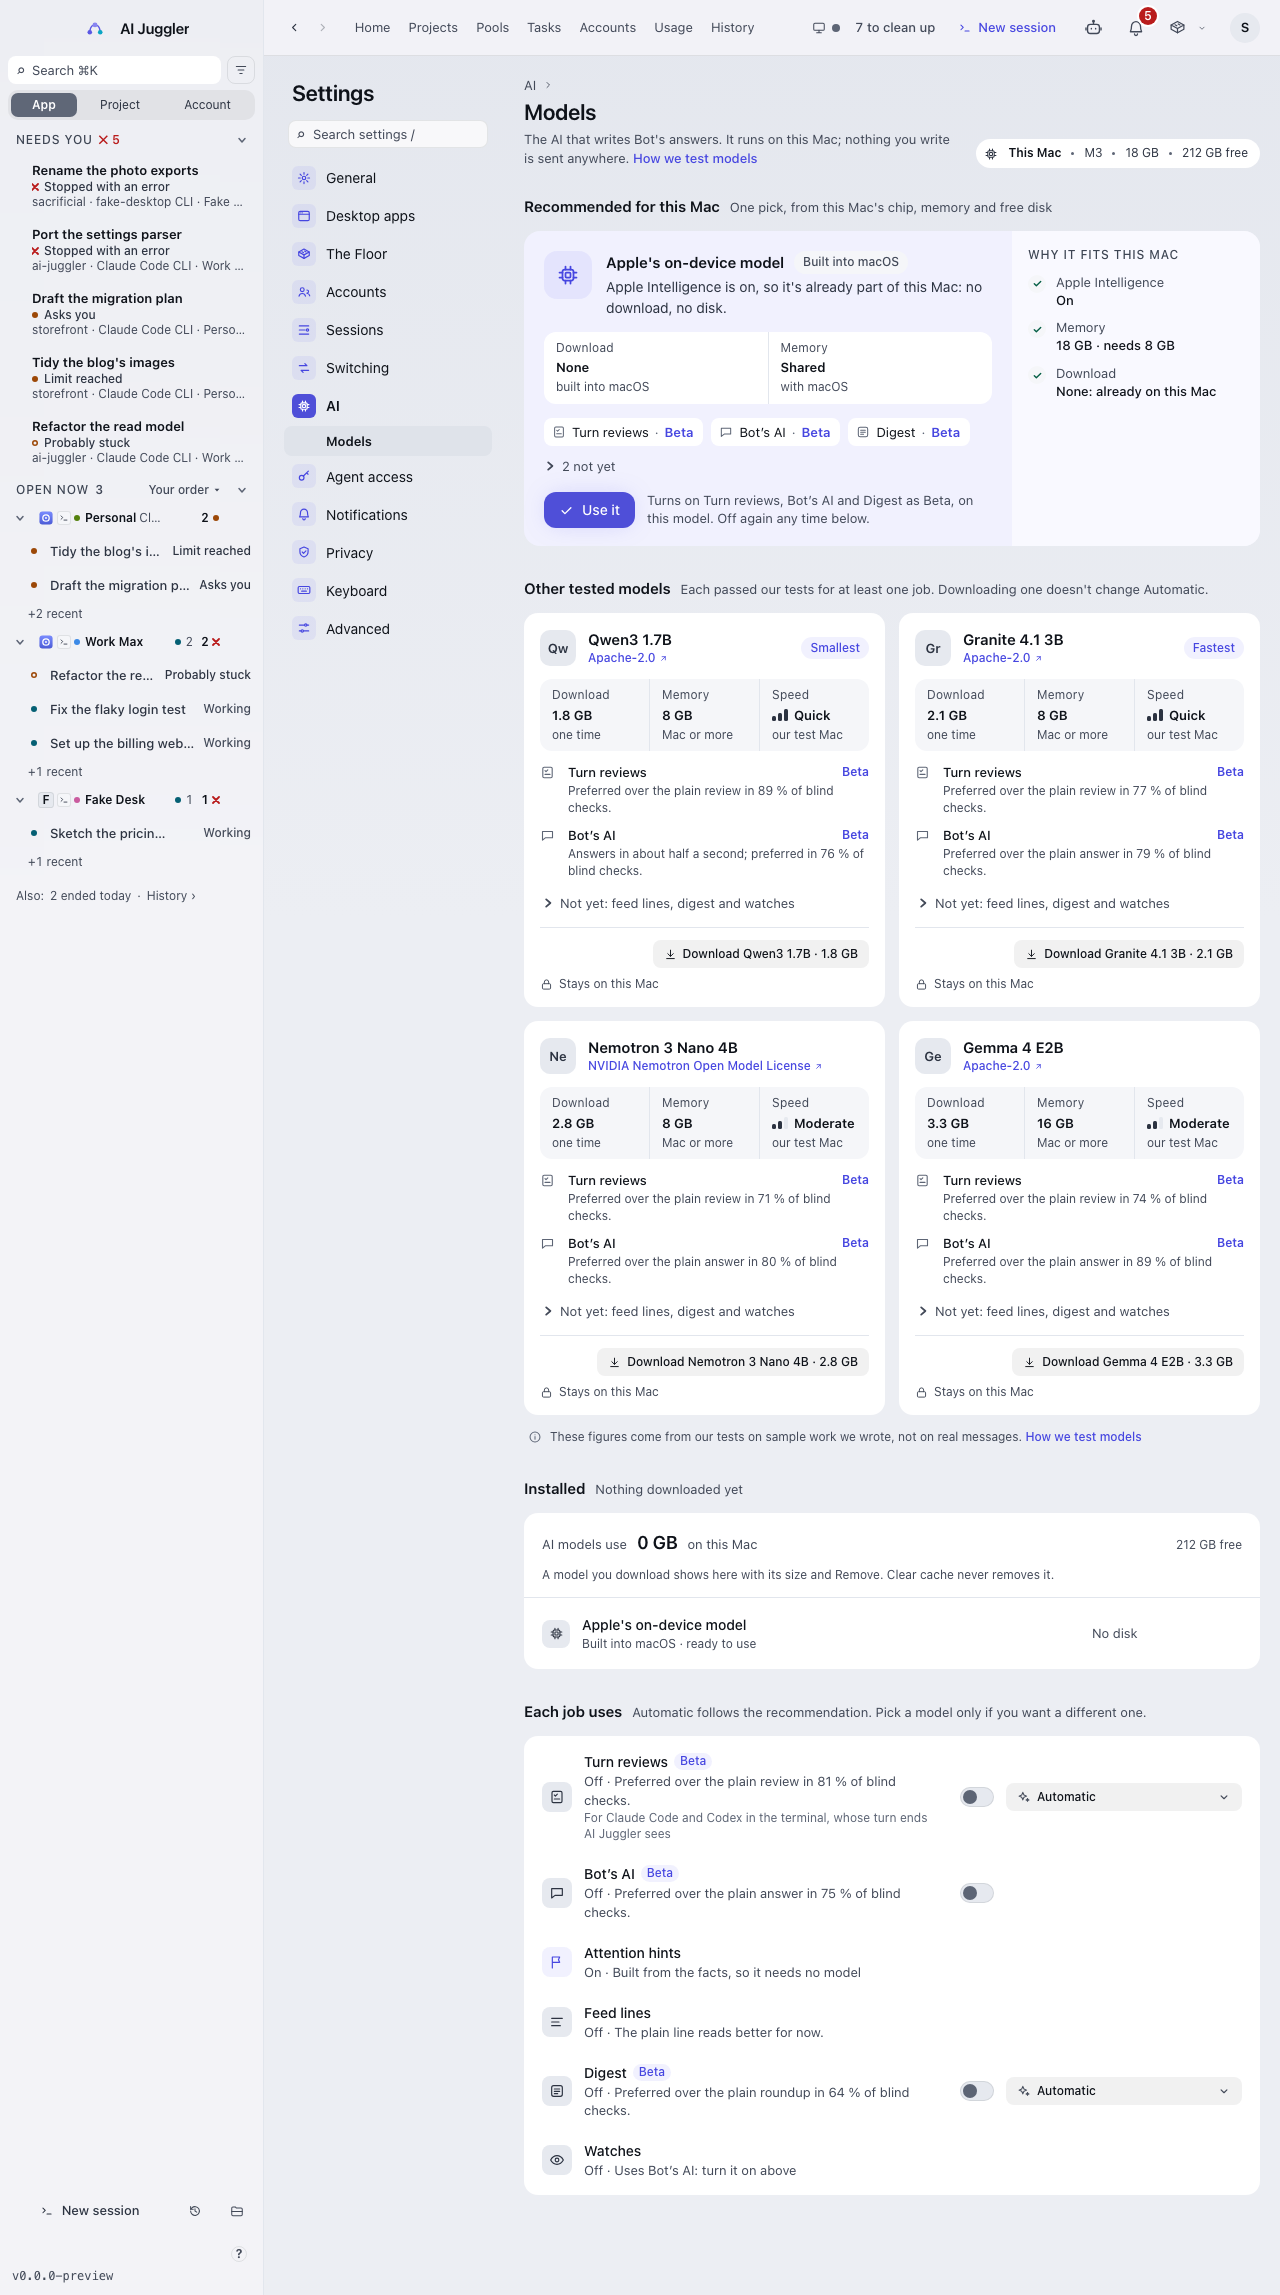 AI Juggler
Search ⌘K
App Project Account
NEEDS YOU 5
Rename the photo exports
Stopped with an error
sacrificial · fake-desktop CLI · Fake ...
Port the settings parser
Stopped with an error
ai-juggler · Claude Code CLI · Work ...
Draft the migration plan
Asks you
storefront · Claude Code CLI · Perso...
Tidy the blog's images
Limit reached
storefront · Claude Code CLI · Perso...
Refactor the read model
Probably stuck
ai-juggler · Claude Code CLI · Work ...
OPEN NOW 3 Your order
Personal Cl... 2
Tidy the blog's i... Limit reached
Draft the migration p... Asks you
+2 recent
Work Max 2 2
Refactor the re... Probably stuck
Fix the flaky login test Working
Set up the billing web... Working
+1 recent
F Fake Desk 1 1
Sketch the pricin... Working
+1 recent
Also: 2 ended today · History ›
New session
?
v0.0.0-preview
Home Projects Pools Tasks Accounts Usage History
7 to clean up
New session
5
S
Settings
Search settings /
General
Desktop apps
The Floor
Accounts
Sessions
Switching
AI
Models
Agent access
Notifications
Privacy
Keyboard
Advanced
AI ›
Models
The AI that writes Bot's answers. It runs on this Mac; nothing you write
is sent anywhere. How we test models
This Mac • M3 • 18 GB • 212 GB free
Recommended for this Mac One pick, from this Mac's chip, memory and free disk
Apple's on-device model Built into macOS
Apple Intelligence is on, so it's already part of this Mac: no
download, no disk.
Download Memory
None Shared
built into macOS with macOS
Turn reviews · Beta Bot’s AI · Beta Digest · Beta
2 not yet
Use it
Turns on Turn reviews, Bot’s AI and Digest as Beta, on
this model. Off again any time below.
WHY IT FITS THIS MAC
Apple Intelligence
On
Memory
18 GB · needs 8 GB
Download
None: already on this Mac
Other tested models Each passed our tests for at least one job. Downloading one doesn't change Automatic.
Qw Qwen3 1.7B Smallest
Apache-2.0 ↗
Download Memory Speed
1.8 GB 8 GB Quick
one time Mac or more our test Mac
Turn reviews Beta
Preferred over the plain review in 89 % of blind
checks.
Bot’s AI Beta
Answers in about half a second; preferred in 76 % of
blind checks.
Not yet: feed lines, digest and watches
Download Qwen3 1.7B · 1.8 GB
Stays on this Mac
Gr Granite 4.1 3B Fastest
Apache-2.0 ↗
Download Memory Speed
2.1 GB 8 GB Quick
one time Mac or more our test Mac
Turn reviews Beta
Preferred over the plain review in 77 % of blind
checks.
Bot’s AI Beta
Preferred over the plain answer in 79 % of blind
checks.
Not yet: feed lines, digest and watches
Download Granite 4.1 3B · 2.1 GB
Stays on this Mac
Ne Nemotron 3 Nano 4B
NVIDIA Nemotron Open Model License ↗
Download Memory Speed
2.8 GB 8 GB Moderate
one time Mac or more our test Mac
Turn reviews Beta
Preferred over the plain review in 71 % of blind
checks.
Bot’s AI Beta
Preferred over the plain answer in 80 % of blind
checks.
Not yet: feed lines, digest and watches
Download Nemotron 3 Nano 4B · 2.8 GB
Stays on this Mac
Ge Gemma 4 E2B
Apache-2.0 ↗
Download Memory Speed
3.3 GB 16 GB Moderate
one time Mac or more our test Mac
Turn reviews Beta
Preferred over the plain review in 74 % of blind
checks.
Bot’s AI Beta
Preferred over the plain answer in 89 % of blind
checks.
Not yet: feed lines, digest and watches
Download Gemma 4 E2B · 3.3 GB
Stays on this Mac
These figures come from our tests on sample work we wrote, not on real messages. How we test models
Installed Nothing downloaded yet
AI models use 0 GB on this Mac 212 GB free
A model you download shows here with its size and Remove. Clear cache never removes it.
Apple's on-device model
Built into macOS · ready to use
No disk
Each job uses Automatic follows the recommendation. Pick a model only if you want a different one.
Turn reviews Beta
Off · Preferred over the plain review in 81 % of blind
checks.
For Claude Code and Codex in the terminal, whose turn ends
AI Juggler sees
Automatic
Bot’s AI Beta
Off · Preferred over the plain answer in 75 % of blind
checks.
Attention hints
On · Built from the facts, so it needs no model
Feed lines
Off · The plain line reads better for now.
Digest Beta
Off · Preferred over the plain roundup in 64 % of blind
checks.
Automatic
Watches
Off · Uses Bot’s AI: turn it on above